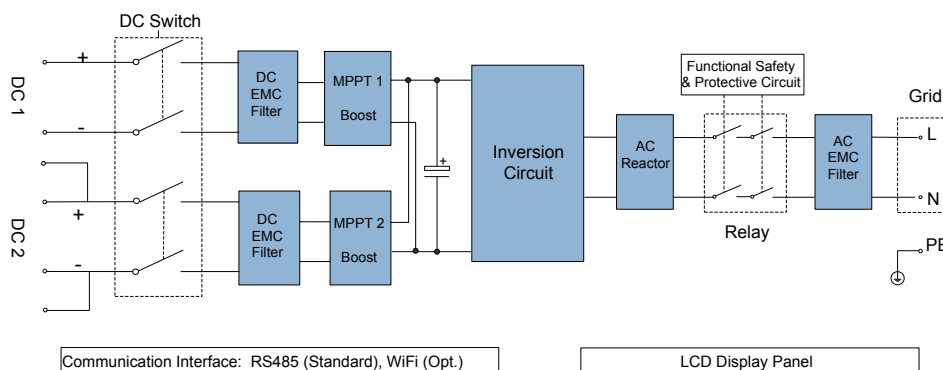 DC Switch
DC 1
+
-
DC
EMC
Filter
MPPT 1
Boost
DC 2
+
-
DC
EMC
Filter
MPPT 2
Boost
+
Inversion
Circuit
AC
Reactor
Functional Safety
& Protective Circuit
Relay
AC
EMC
Filter
Grid
L
N
PE
Communication Interface: RS485 (Standard), WiFi (Opt.)
LCD Display Panel